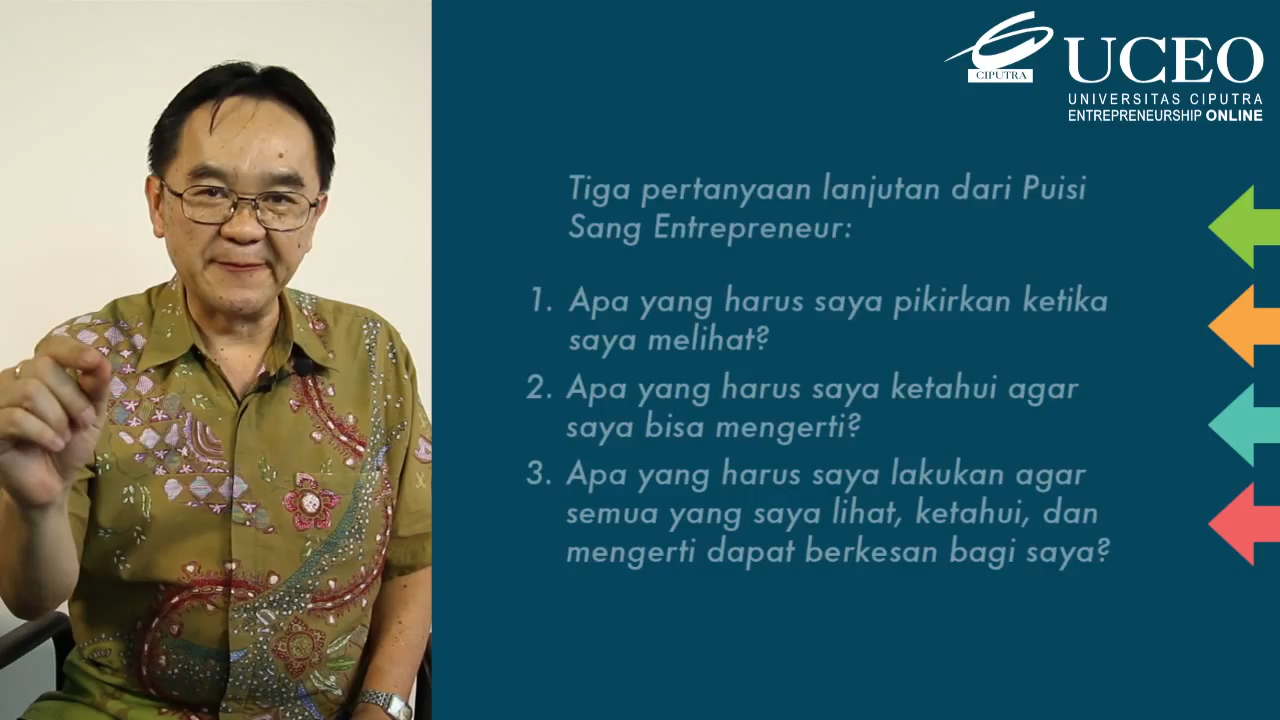 CIPUTRA
UCEO
UNIVERSITAS CIPUTRA
ENTREPRENEURSHIP ONLINE
Tiga pertanyaan lanjutan dari Puisi
Sang Entrepreneur:
1. Apa yang harus saya pikirkan ketika
saya melihat?
2. Apa yang harus saya ketahui agar
saya bisa mengerti?
3. Apa yang harus saya lakukan agar
semua yang saya lihat, ketahui, dan
mengerti dapat berkesan bagi saya?